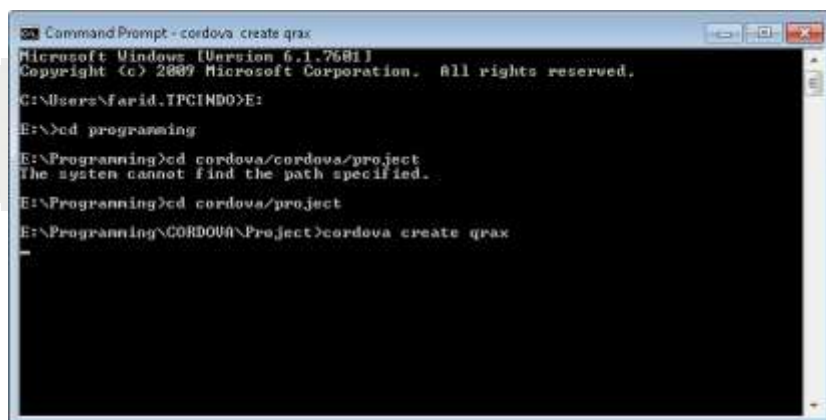 Command Prompt - cordova create qrax
Microsoft Windows [Version 6.1.7601]
Copyright (c) 2009 Microsoft Corporation. All rights reserved.
C:\Users\farid.TPCINDO>E:
E:\>cd programming
E:\Programming>cd cordova/cordova/project
The system cannot find the path specified.
E:\Programming>cd cordova/project
E:\Programming\CORDOVA\Project>cordova create qrax